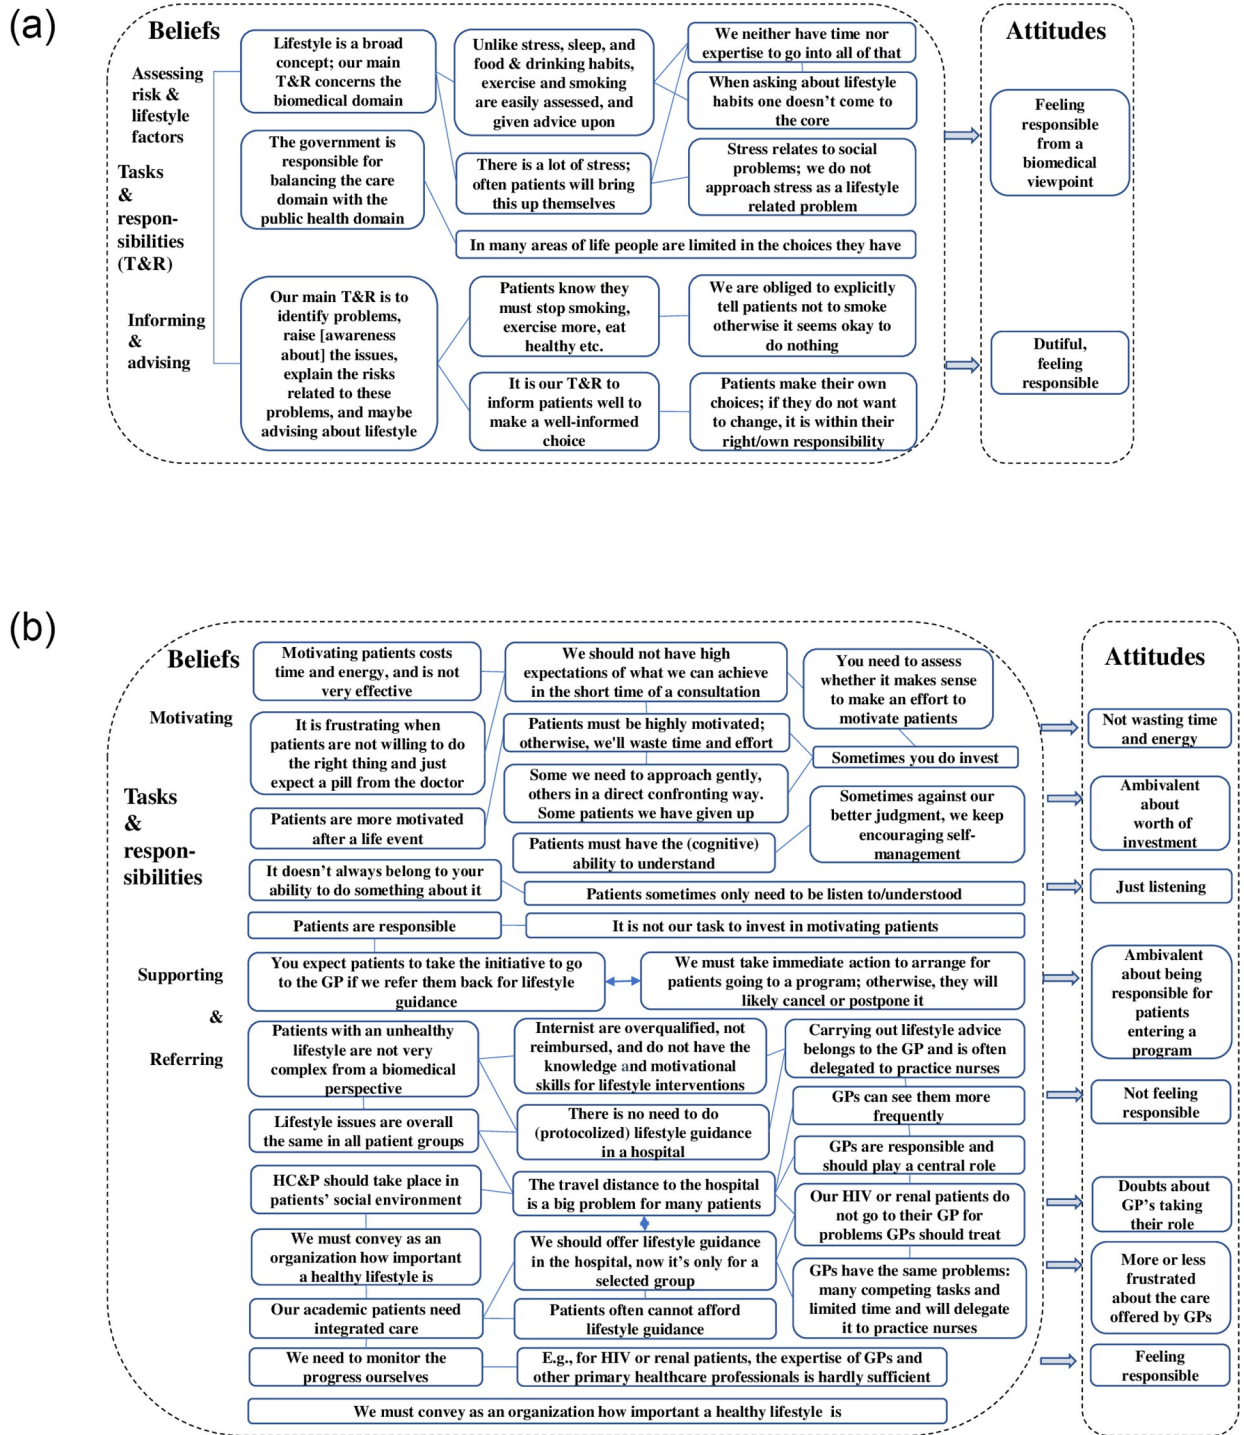 (a)
Beliefs
Attitudes
Assessing
risk &
lifestyle
factors
Tasks
&
respon-
sibilities
(T&R)
Informing
&
advising
Lifestyle is a broad
concept; our main
T&R concerns the
biomedical domain
The government is
responsible for
balancing the care
domain with the
public health domain
Unlike stress, sleep, and
food & drinking habits,
exercise and smoking
are easily assessed, and
given advice upon
There is a lot of stress;
often patients will bring
this up themselves
We neither have time nor
expertise to go into all of that
When asking about lifestyle
habits one doesn't come to
the core
Stress relates to social
problems; we do not
approach stress as a lifestyle
related problem
In many areas of life people are limited in the choices they have
Feeling
responsible
from a
biomedical
viewpoint
Our main T&R is to
identify problems,
raise [awareness
about] the issues,
explain the risks
related to these
problems, and maybe
advising about lifestyle
Patients know they
must stop smoking,
exercise more, eat
healthy etc.
We are obliged to explicitly
tell patients not to smoke
otherwise it seems okay to
do nothing
It is our T&R to
inform patients well to
make a well-informed
choice
Patients make their own
choices; if they do not want
to change, it is within their
right/own responsibility
Dutiful,
feeling
responsible
(b)
Beliefs
Attitudes
Motivating
Tasks
&
respon-
sibilities
Supporting
&
Referring
Motivating patients costs
time and energy, and is not
very effective
It is frustrating when
patients are not willing to do
the right thing and just
expect a pill from the doctor
Patients are more motivated
after a life event
We should not have high
expectations of what we can achieve
in the short time of a consultation
Patients must be highly motivated;
otherwise, we'll waste time and effort
Some we need to approach gently,
others in a direct confronting way.
Some patients we have given up
Patients must have the (cognitive)
ability to understand
You need to assess
whether it makes sense
to make an effort to
motivate patients
Sometimes you do invest
Sometimes against our
better judgment, we keep
encouraging self-
management
It doesn't always belong to your
ability to do something about it
Patients sometimes only need to be listen to/understood
Patients are responsible
It is not our task to invest in motivating patients
You expect patients to take the initiative to go
to the GP if we refer them back for lifestyle
guidance
We must take immediate action to arrange for
patients going to a program; otherwise, they will
likely cancel or postpone it
Patients with an unhealthy
lifestyle are not very
complex from a biomedical
perspective
Lifestyle issues are overall
the same in all patient groups
HC&P should take place in
patients' social environment
We must convey as an
organization how important
a healthy lifestyle is
Our academic patients need
integrated care
We need to monitor the
progress ourselves
Internist are overqualified, not
reimbursed, and do not have the
knowledge and motivational
skills for lifestyle interventions
There is no need to do
(protocolized) lifestyle guidance
in a hospital
The travel distance to the hospital
is a big problem for many patients
We should offer lifestyle guidance
in the hospital, now it's only for a
selected group
Patients often cannot afford
lifestyle guidance
Carrying out lifestyle advice
belongs to the GP and is often
delegated to practice nurses
GPs can see them more
frequently
GPs are responsible and
should play a central role
Our HIV or renal patients do
not go to their GP for
problems GPs should treat
GPs have the same problems:
many competing tasks and
limited time and will delegate
it to practice nurses
E.g., for HIV or renal patients, the expertise of GPs and
other primary healthcare professionals is hardly sufficient
We must convey as an organization how important a healthy lifestyle is
Not wasting time
and energy
Ambivalent
about
worth of
investment
Just listening
Ambivalent
about being
responsible for
patients
entering a
program
Not feeling
responsible
Doubts about
GP's taking
their role
More or less
frustrated
about the care
offered by GPs
Feeling
responsible